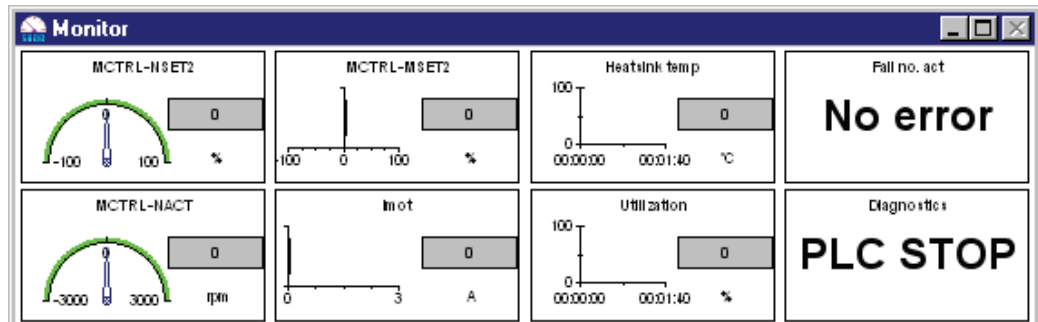 Monitor
MCTRL-NSET2
0
0
-100
100
%
MCTRL-MSET2
0
-100
0
100
%
Heatsink temp
100
0
0
00:00:00
00:01:40
°C
Fail no. act
No error
MCTRL-NACT
0
0
-3000
3000
rpm
Imot
0
0
3
A
Utilization
100
0
0
00:00:00
00:01:40
%
Diagnostics
PLC STOP